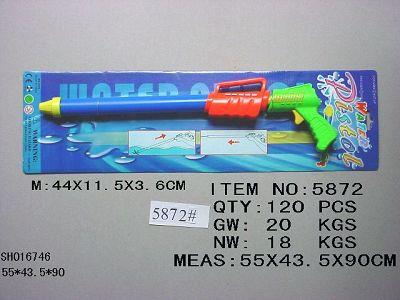 WATER
WATER
Pistol
WARNING:
M:44X11.5X3.6CM
5872#
ITEM NO:5872
QTY:120 PCS
GW: 20 KGS
NW: 18 KGS
MEAS:55X43.5X90CM
SH016746
55*43.5*90